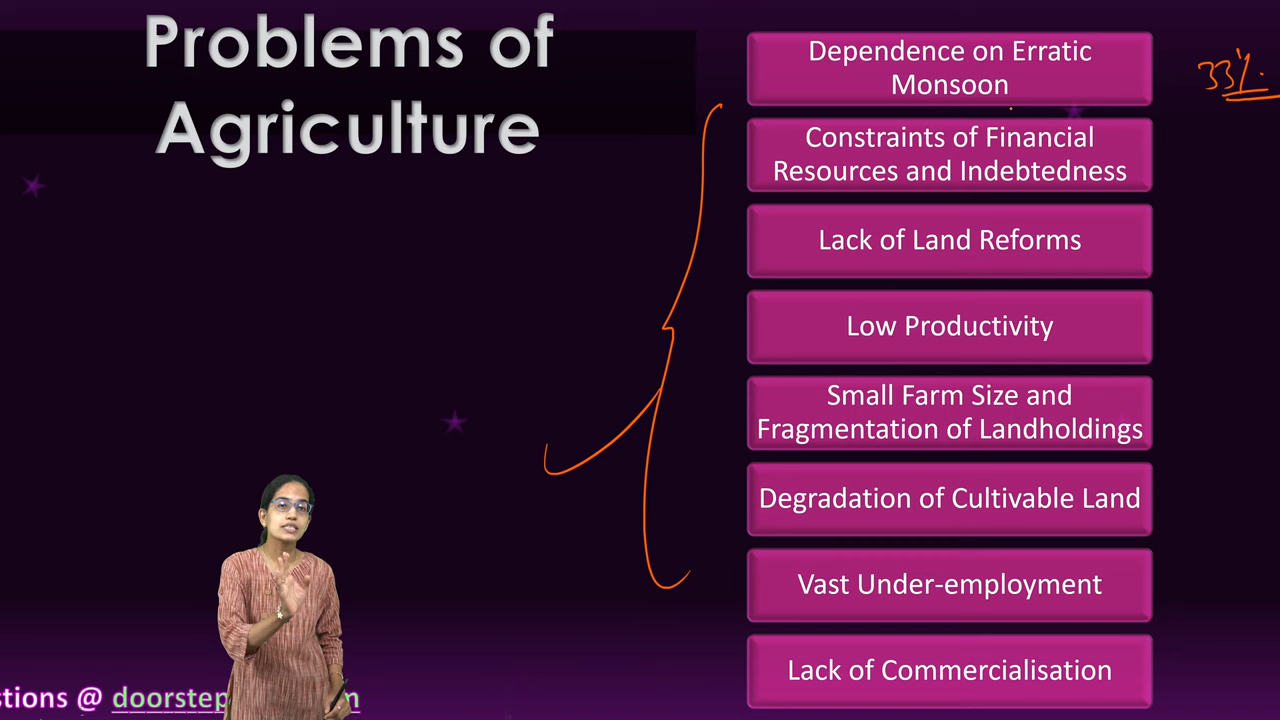 Problems of
Agriculture
Dependence on Erratic
Monsoon
33%.
Constraints of Financial
Resources and Indebtedness
Lack of Land Reforms
Low Productivity
Small Farm Size and
Fragmentation of Landholdings
Degradation of Cultivable Land
Vast Under-employment
Lack of Commercialisation
stions @ doorstep m